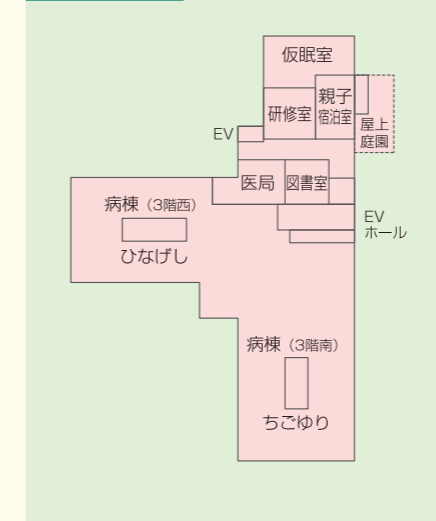 仮眠室
親子
宿泊室
研修室
屋上
庭園
EV
医局
図書室
病棟（3階西）
EV
ホール
ひなげし
病棟（3階南）
ちごゆり